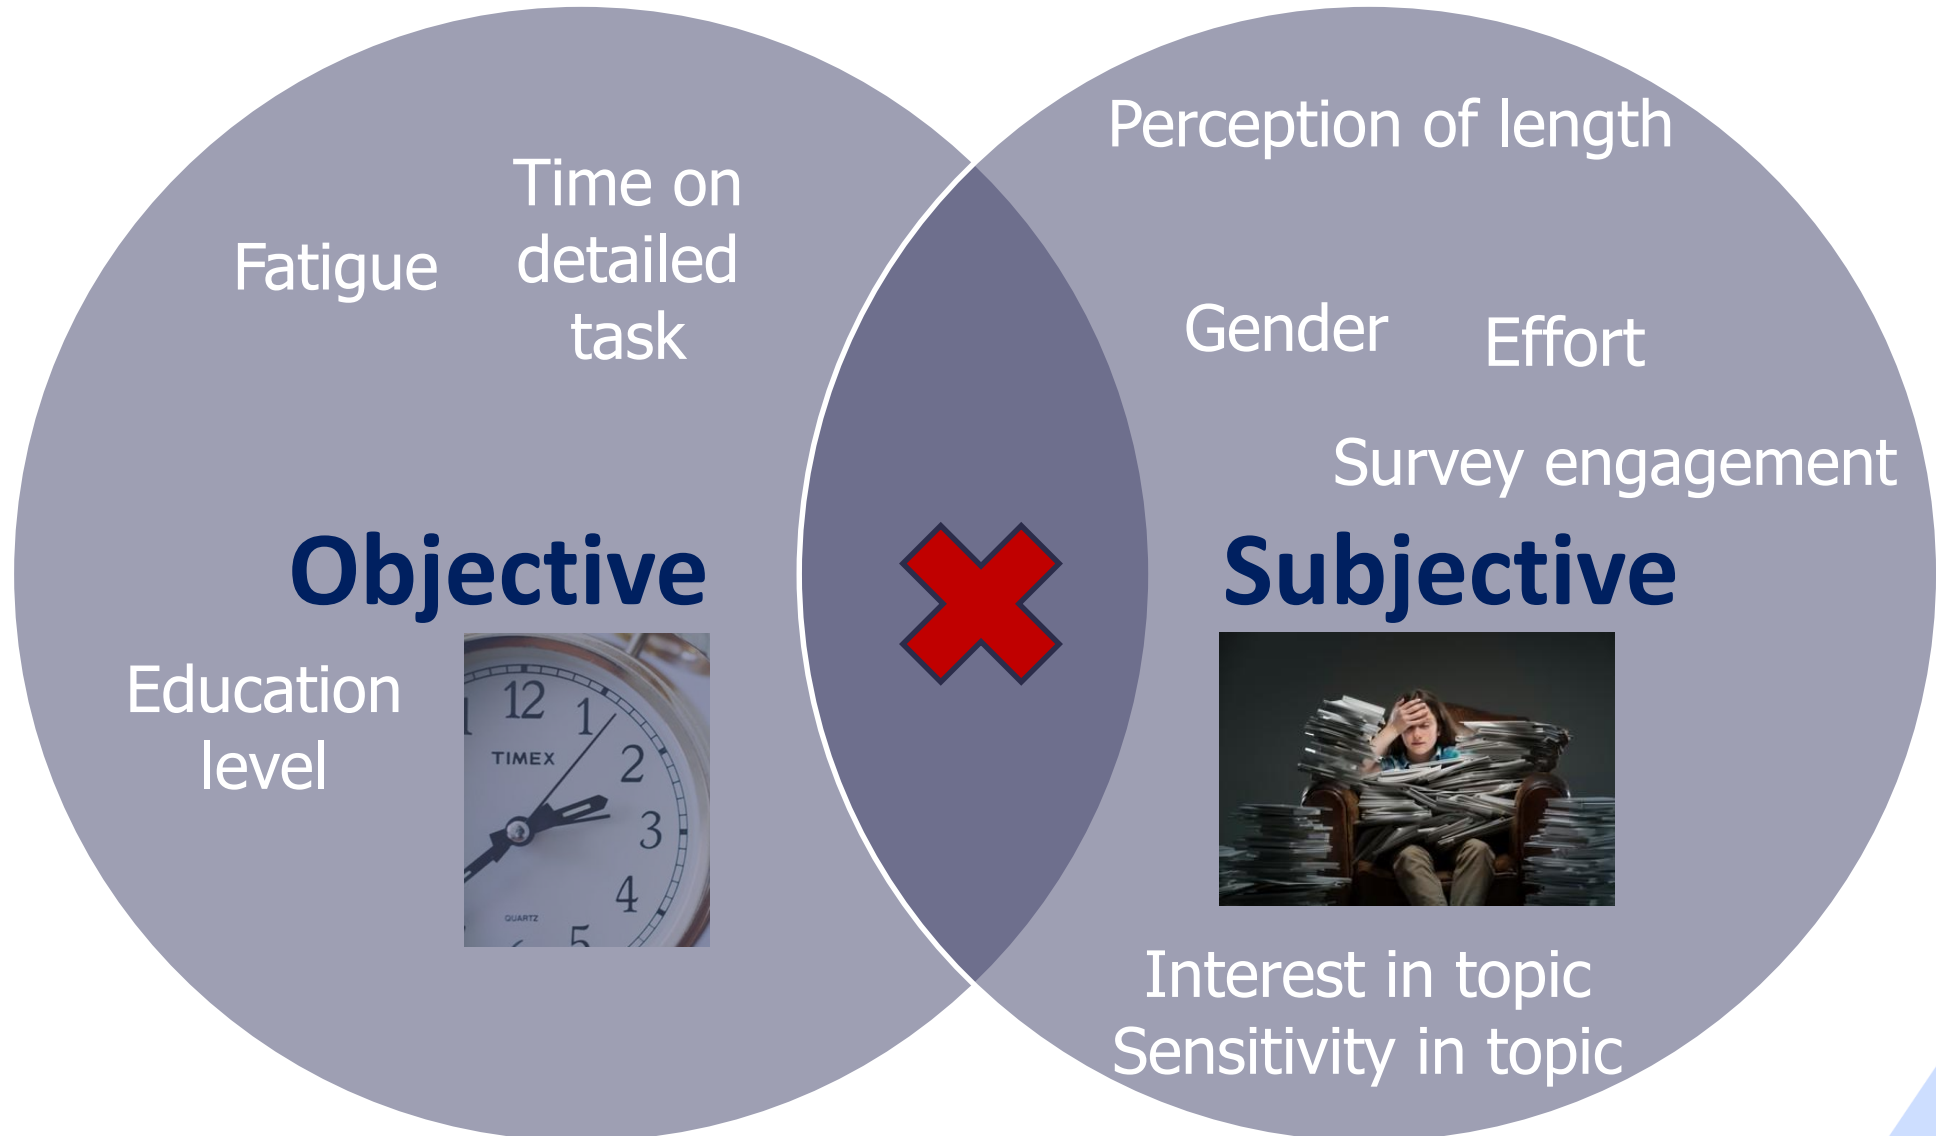 Fatigue
Time on
detailed
task
Objective
Education
level
12
1
TIMEX
2
3
4
QUARTZ
5
Perception of length
Gender
Effort
Survey engagement
Subjective
Interest in topic
Sensitivity in topic